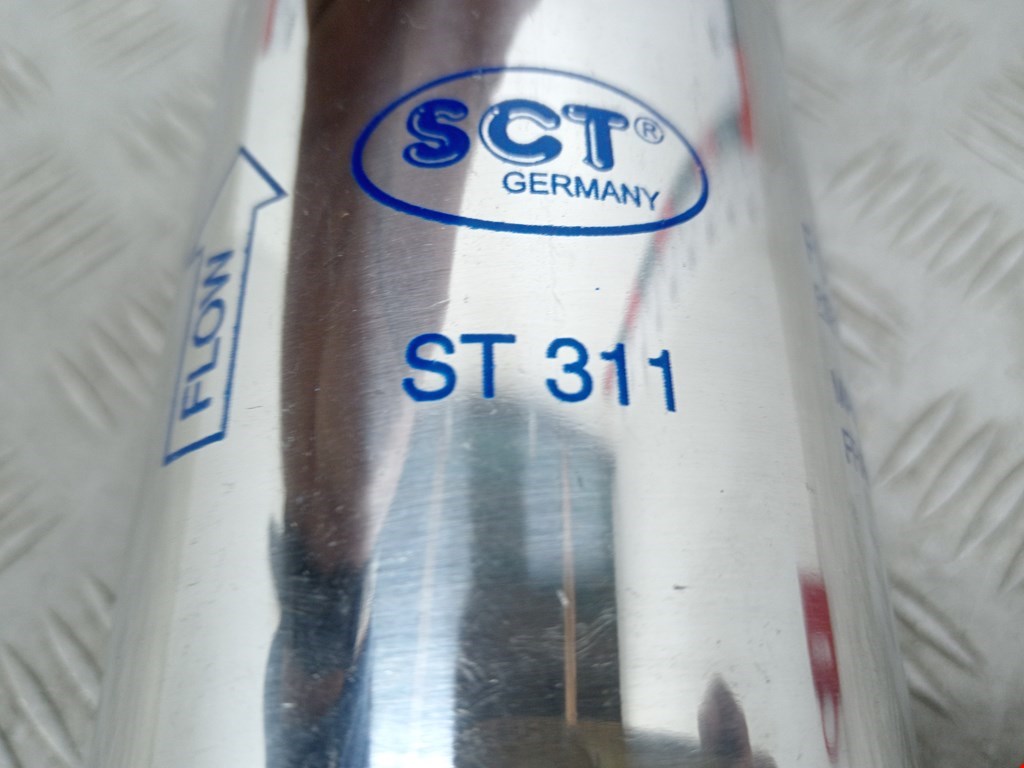 SCT®
GERMANY
FLOW
ST 311